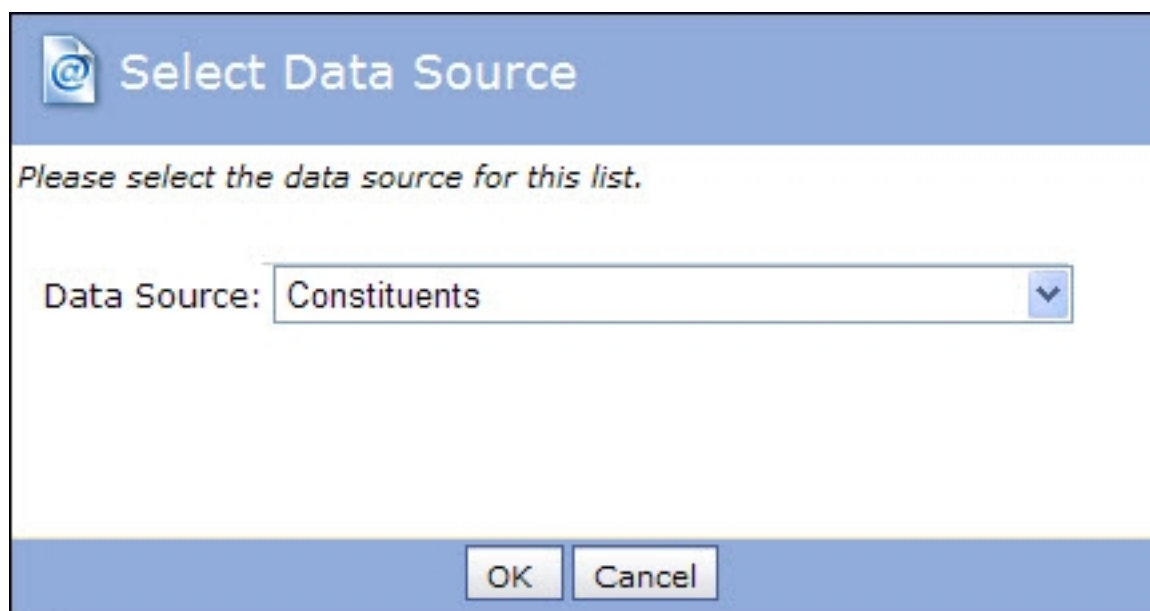 Select Data Source
Please select the data source for this list.
Data Source: Constituents
OK Cancel